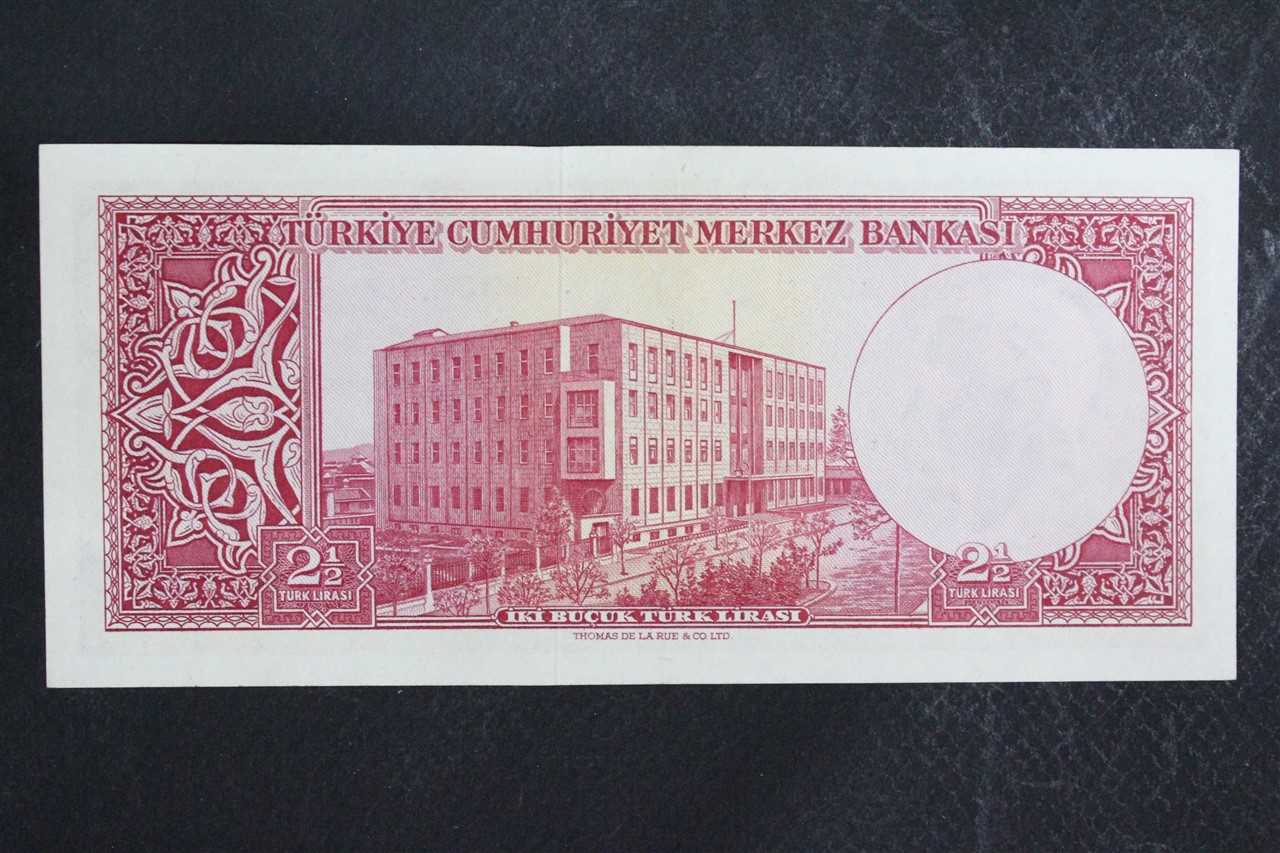 TÜRKİYE CUMHURİYET MERKEZ BANKASI
2½ 2½
TÜRK LİRASI TÜRK LİRASI
İKİ BUÇUK TÜRK LİRASI
THOMAS DE LA RUE & CO. LTD.